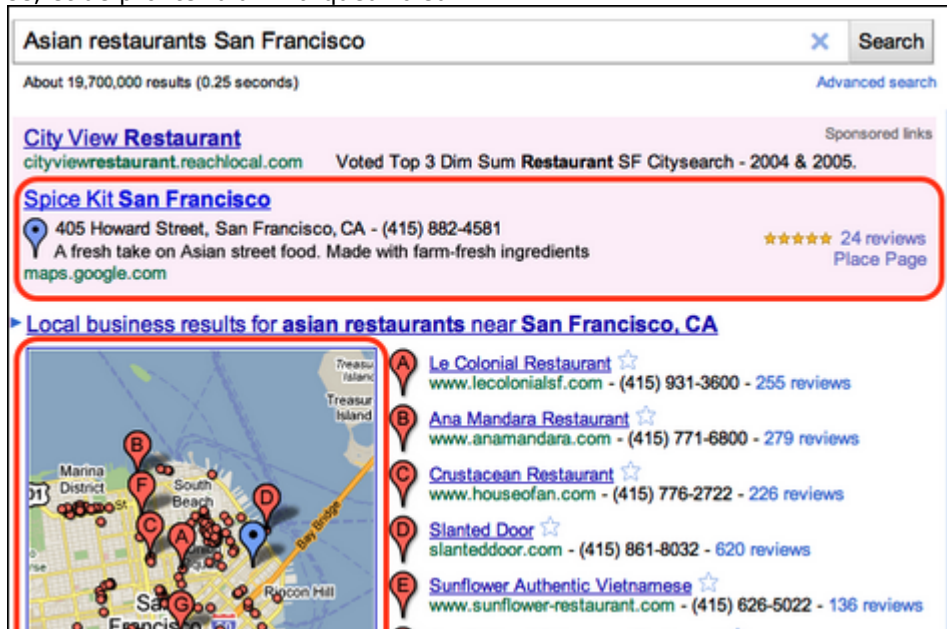 Asian restaurants San Francisco
× Search
About 19,700,000 results (0.25 seconds)
Advanced search
City View Restaurant
Sponsored links
cityviewrestaurant.reachlocal.com Voted Top 3 Dim Sum Restaurant SF Citysearch - 2004 & 2005.
Spice Kit San Francisco
405 Howard Street, San Francisco, CA - (415) 882-4581
A fresh take on Asian street food. Made with farm-fresh ingredients
maps.google.com
24 reviews
Place Page
Local business results for asian restaurants near San Francisco, CA
A Le Colonial Restaurant
www.lecolonialsf.com - (415) 931-3600 - 255 reviews
B Ana Mandara Restaurant
www.anamandara.com - (415) 771-6800 - 279 reviews
C Crustacean Restaurant
www.houseofan.com - (415) 776-2722 - 226 reviews
D Slanted Door
slanteddoor.com - (415) 861-8032 - 620 reviews
E Sunflower Authentic Vietnamese
www.sunflower-restaurant.com - (415) 626-5022 - 136 reviews
Treasure
Island
B
Marina
District
F
South
Beach
D
C
A
Bay Bridge
Rincon Hill
G
San
Francisco